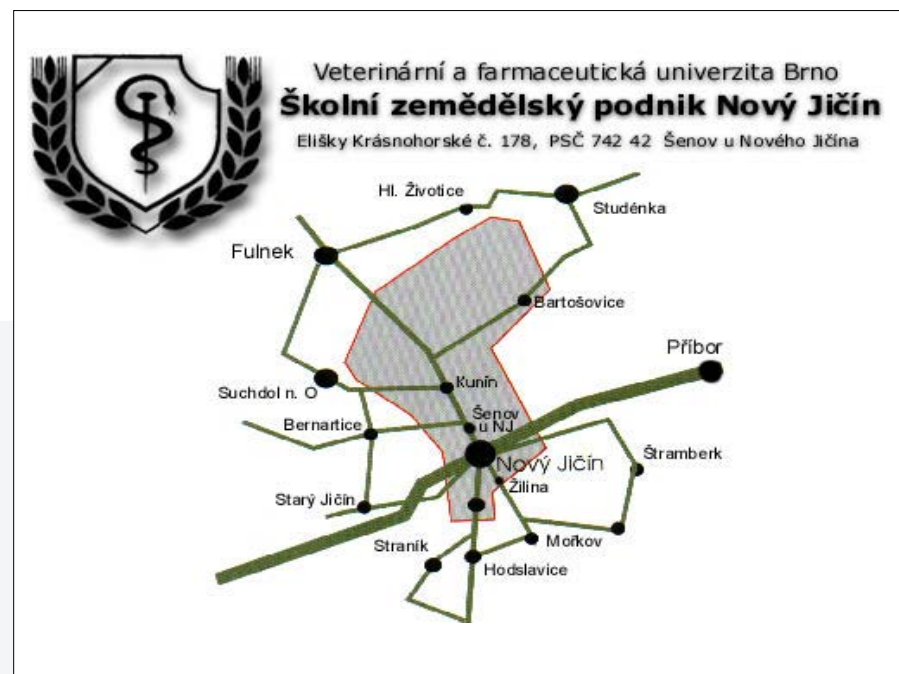 Veterinární a farmaceutická univerzita Brno
Školní zemědělský podnik Nový Jičín
Elišky Krásnohorské č. 178, PSČ 742 42 Šenov u Nového Jičína
Hl. Životice
Studénka
Fulnek
Bartošovice
Příbor
Kunín
Suchdol n. O
Šenov
u NJ
Bernartice
Nový Jičín
Štramberk
Žilina
Starý Jičín
Straník
Mořkov
Hodslavice